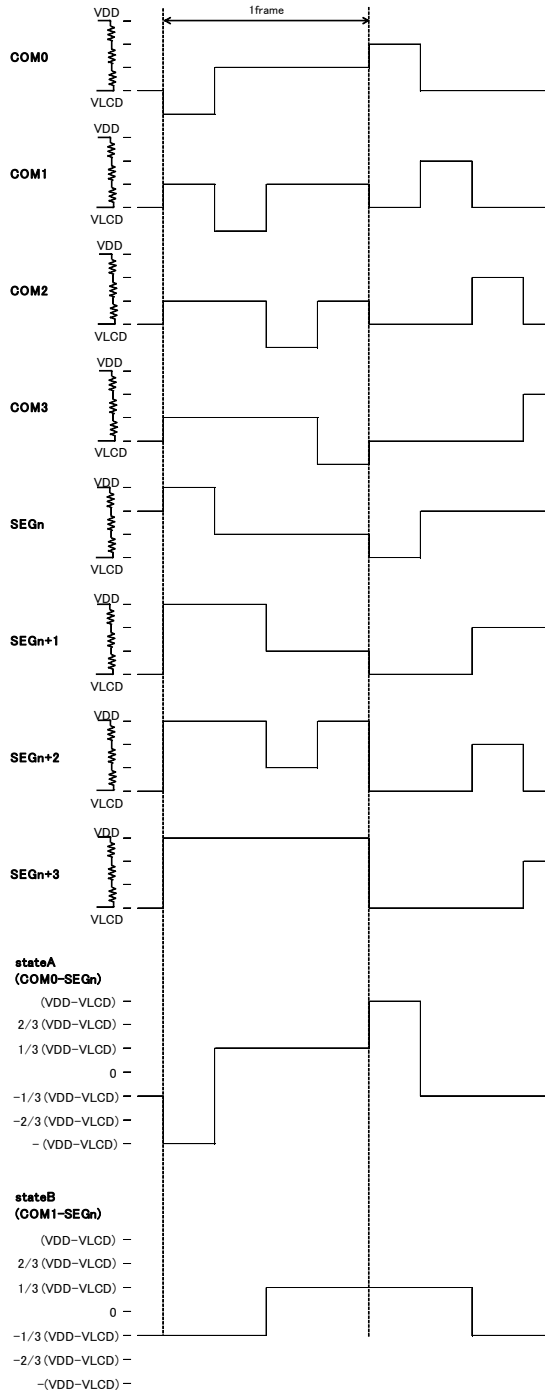 1frame
VDD
COM0
VLCD
VDD
COM1
VLCD
VDD
COM2
VLCD
VDD
COM3
VLCD
VDD
SEGn
VLCD
VDD
SEGn+1
VLCD
VDD
SEGn+2
VLCD
VDD
SEGn+3
VLCD
stateA
(COM0-SEGn)
(VDD-VLCD)
2/3(VDD-VLCD)
1/3(VDD-VLCD)
0
-1/3(VDD-VLCD)
-2/3(VDD-VLCD)
-(VDD-VLCD)
stateB
(COM1-SEGn)
(VDD-VLCD)
2/3(VDD-VLCD)
1/3(VDD-VLCD)
0
-1/3(VDD-VLCD)
-2/3(VDD-VLCD)
-(VDD-VLCD)